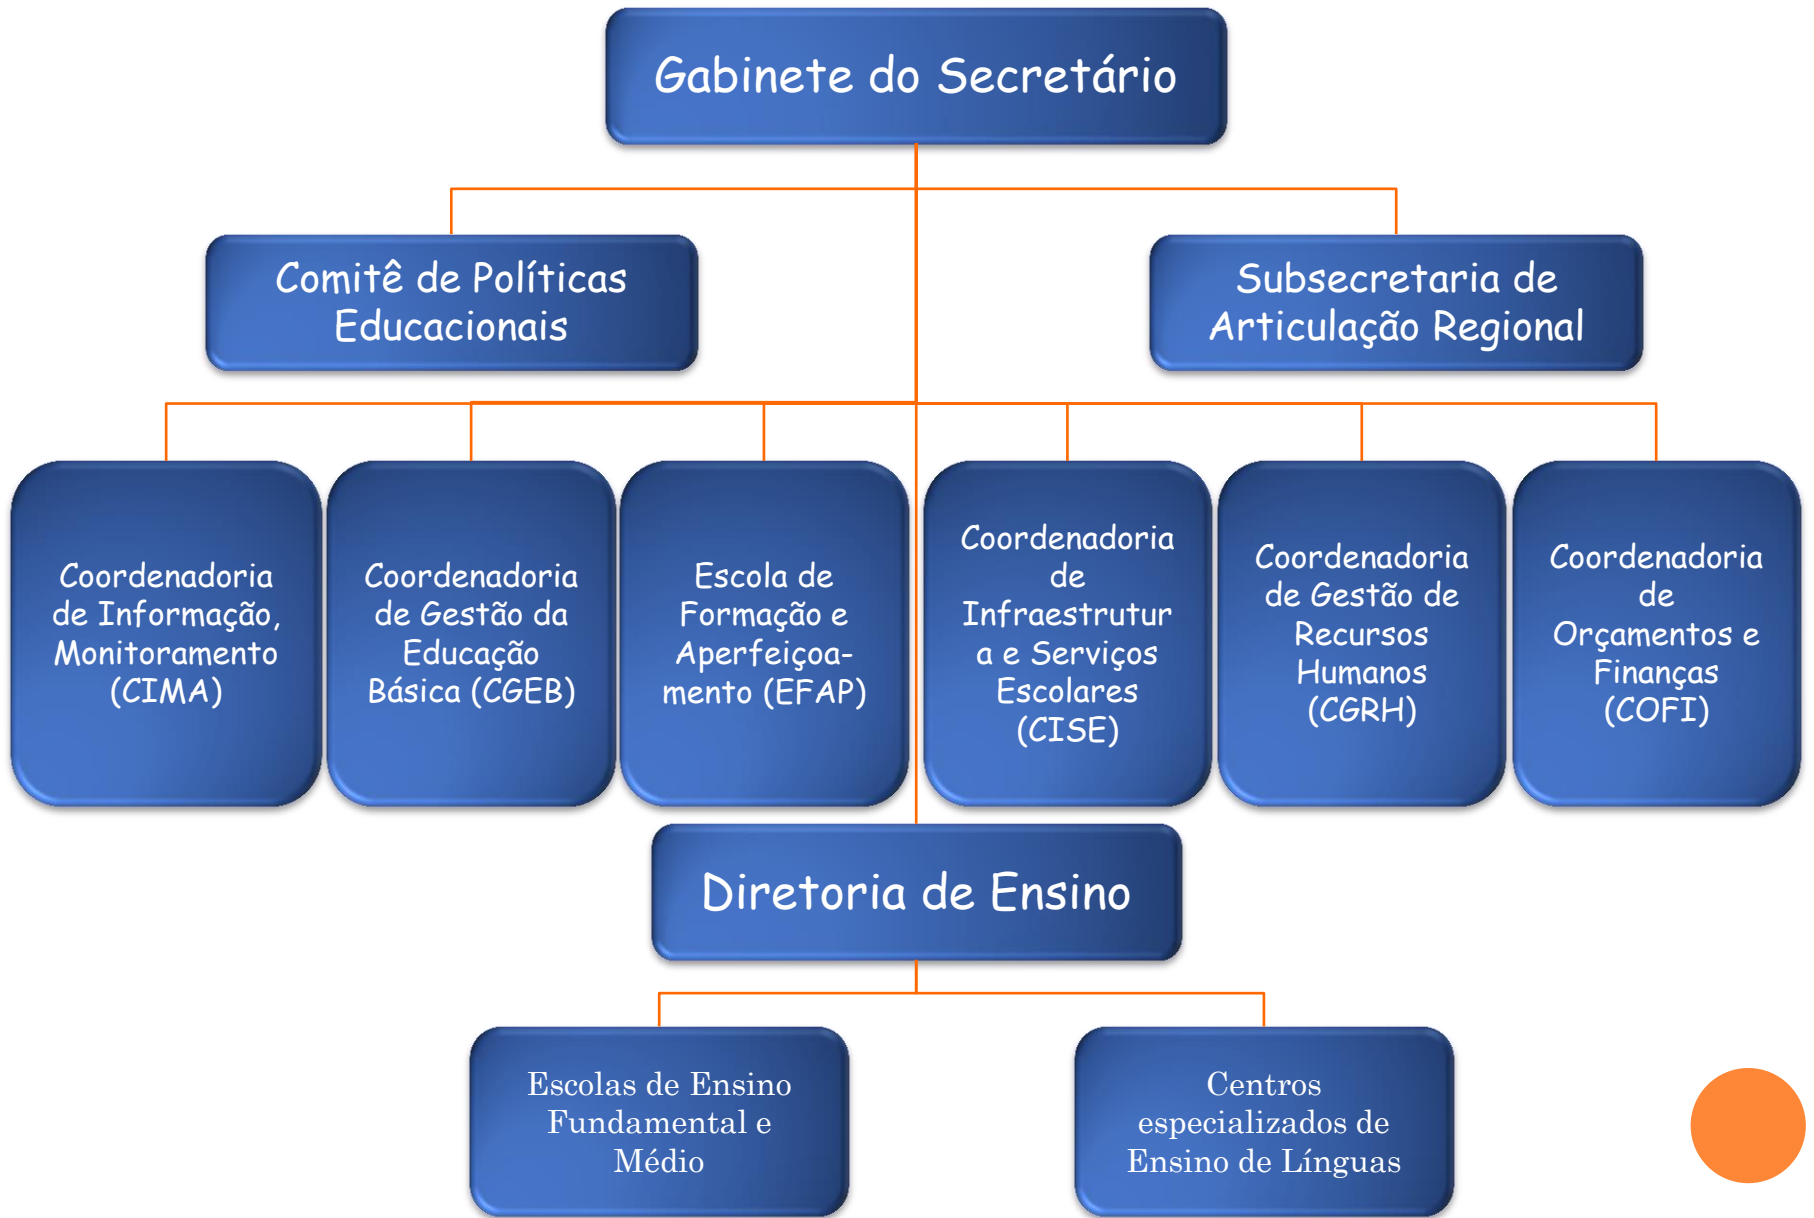 Gabinete do Secretário
Comitê de Políticas
Educacionais
Subsecretaria de
Articulação Regional
Coordenadoria
de Informação,
Monitoramento
(CIMA)
Coordenadoria
de Gestão da
Educação
Básica (CGEB)
Escola de
Formação e
Aperfeiçoa-
mento (EFAP)
Coordenadoria
de
Infraestrutur
a e Serviços
Escolares
(CISE)
Coordenadoria
de Gestão de
Recursos
Humanos
(CGRH)
Coordenadoria
de
Orçamentos e
Finanças
(COFI)
Diretoria de Ensino
Escolas de Ensino
Fundamental e
Médio
Centros
especializados de
Ensino de Línguas